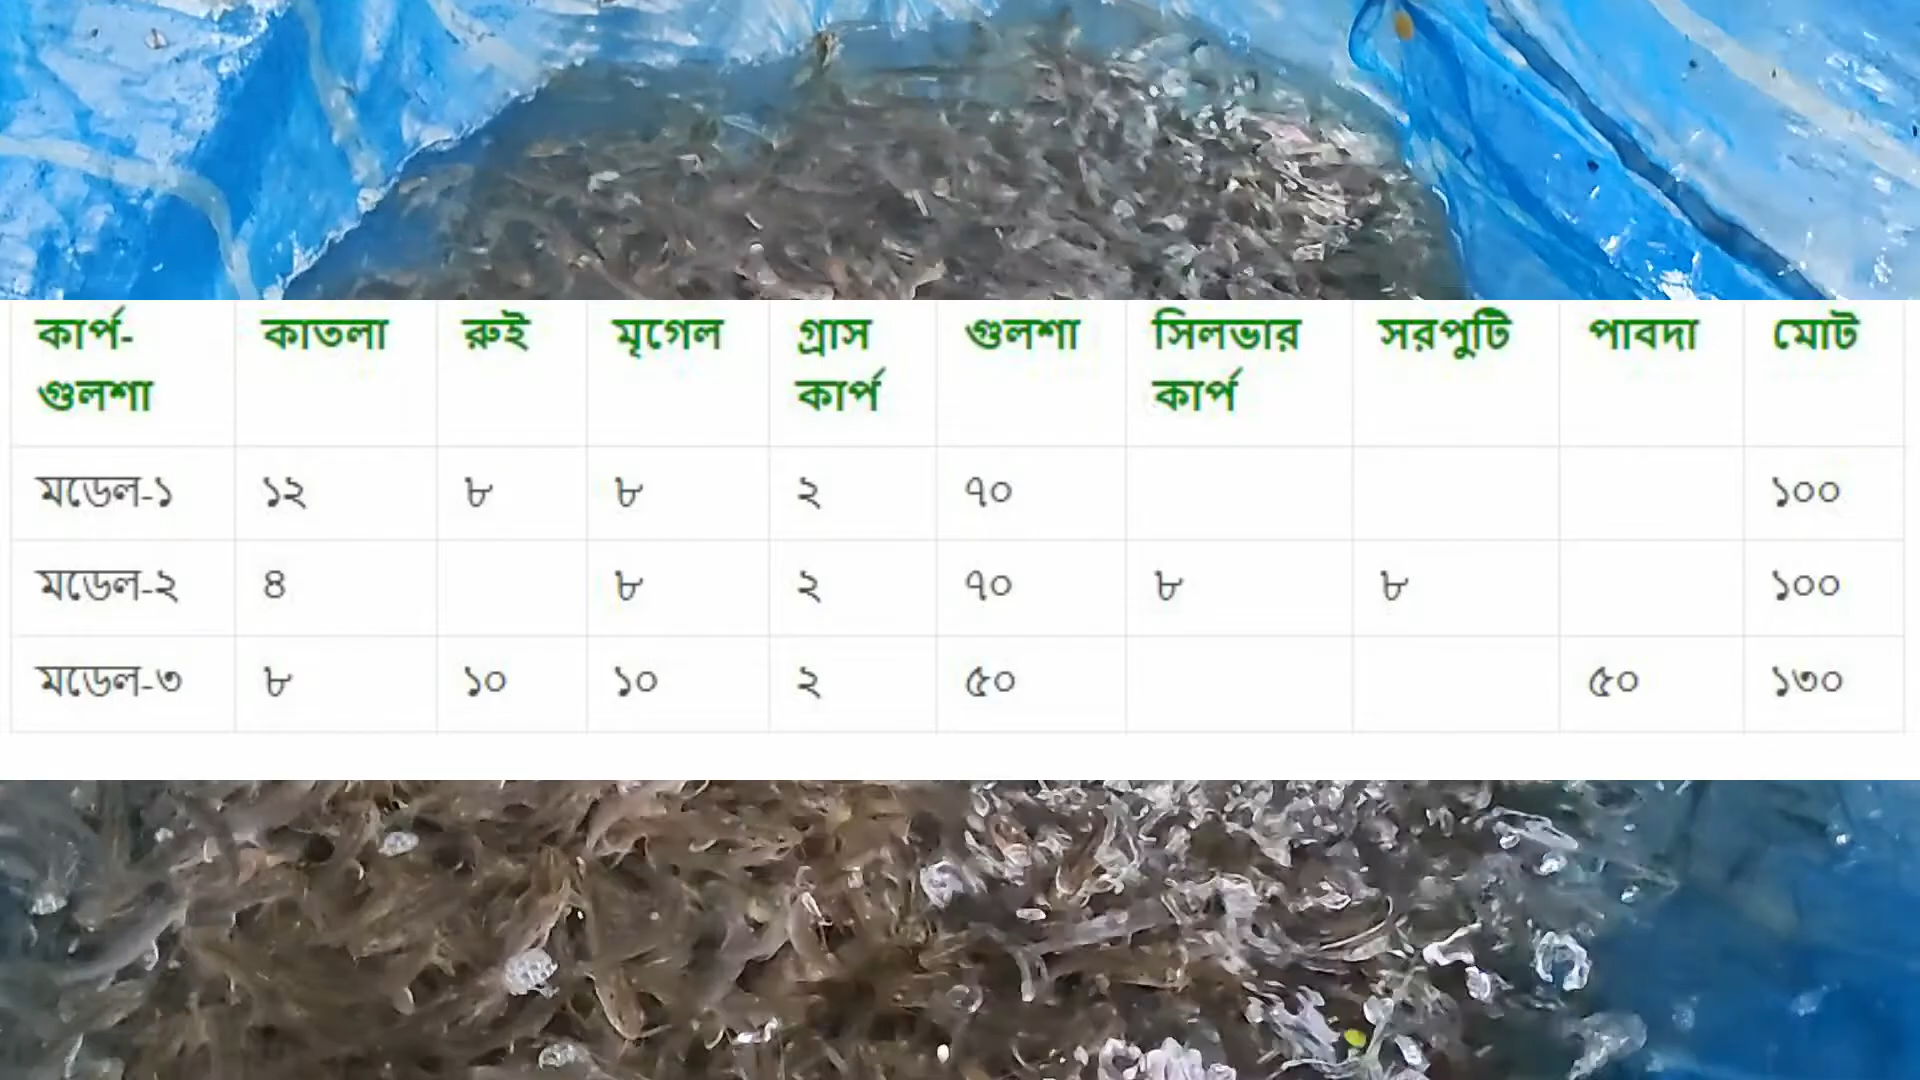 কার্প-গুলশা কাতলা রুই মৃগেল গ্রাস কার্প গুলশা সিলভার কার্প সরপুটি পাবদা মোট
মডেল-১ ১২ ৮ ৮ ২ ৭০ ১০০
মডেল-২ ৪ ৮ ২ ৭০ ৮ ৮ ১০০
মডেল-৩ ৮ ১০ ১০ ২ ৫০ ৫০ ১৩০